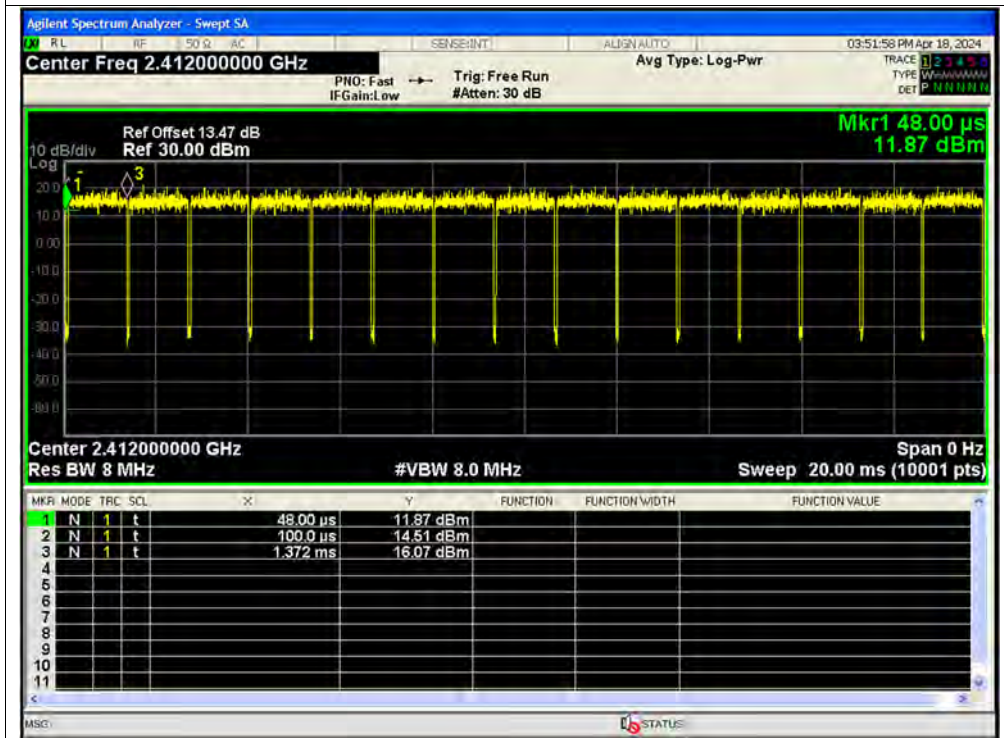 Agilent Spectrum Analyzer - Swept SA
RL RF 50 Ω AC SENSE:INT ALIGN AUTO 03:51:58 PM Apr 18, 2024
Center Freq 2.412000000 GHz Avg Type: Log-Pwr TRACE 1 2 3 4 5 6
PNO: Fast Trig: Free Run TYPE W
IFGain:Low #Atten: 30 dB DET P N N N N N
Mkr1 48.00 µs
Ref Offset 13.47 dB
10 dB/div Ref 30.00 dBm 11.87 dBm
Log
1 3
20.0
10.0
0.00
-10.0
-20.0
-30.0
-40.0
-50.0
-60.0
Center 2.412000000 GHz Span 0 Hz
Res BW 8 MHz #VBW 8.0 MHz Sweep 20.00 ms (10001 pts)
MKR MODE TRC SCL X Y FUNCTION FUNCTION WIDTH FUNCTION VALUE
1 N 1 t 48.00 µs 11.87 dBm
2 N 1 t 100.0 µs 14.51 dBm
3 N 1 t 1.372 ms 16.07 dBm
4
5
6
7
8
9
10
11
MSG STATUS